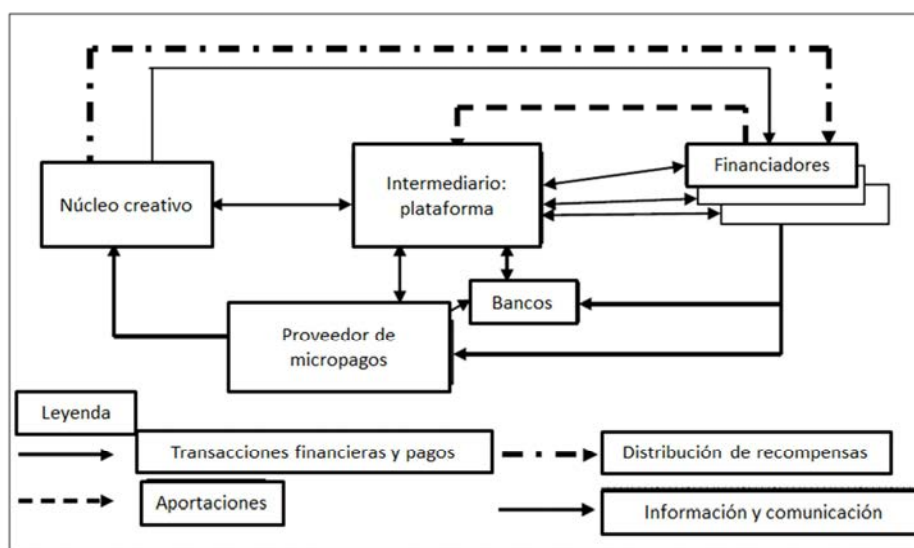 Núcleo creativo
Intermediario:
plataforma
Financiadores
Bancos
Proveedor de
micropagos
Leyenda
Transacciones financieras y pagos
Distribución de recompensas
Aportaciones
Información y comunicación